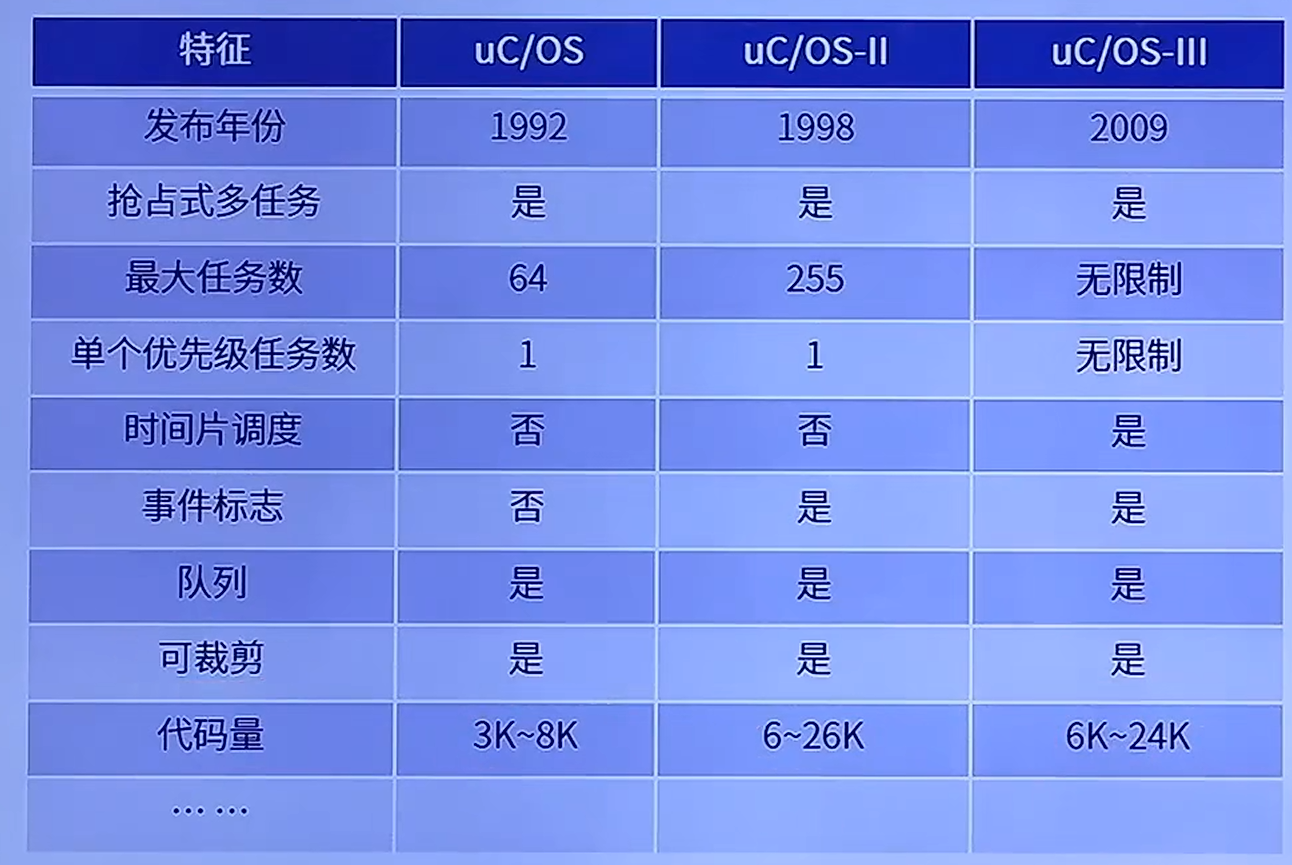 特征 uC/OS uC/OS-II uC/OS-III
发布年份 1992 1998 2009
抢占式多任务 是 是 是
最大任务数 64 255 无限制
单个优先级任务数 1 1 无限制
时间片调度 否 否 是
事件标志 否 是 是
队列 是 是 是
可裁剪 是 是 是
代码量 3K~8K 6~26K 6K~24K
... ...